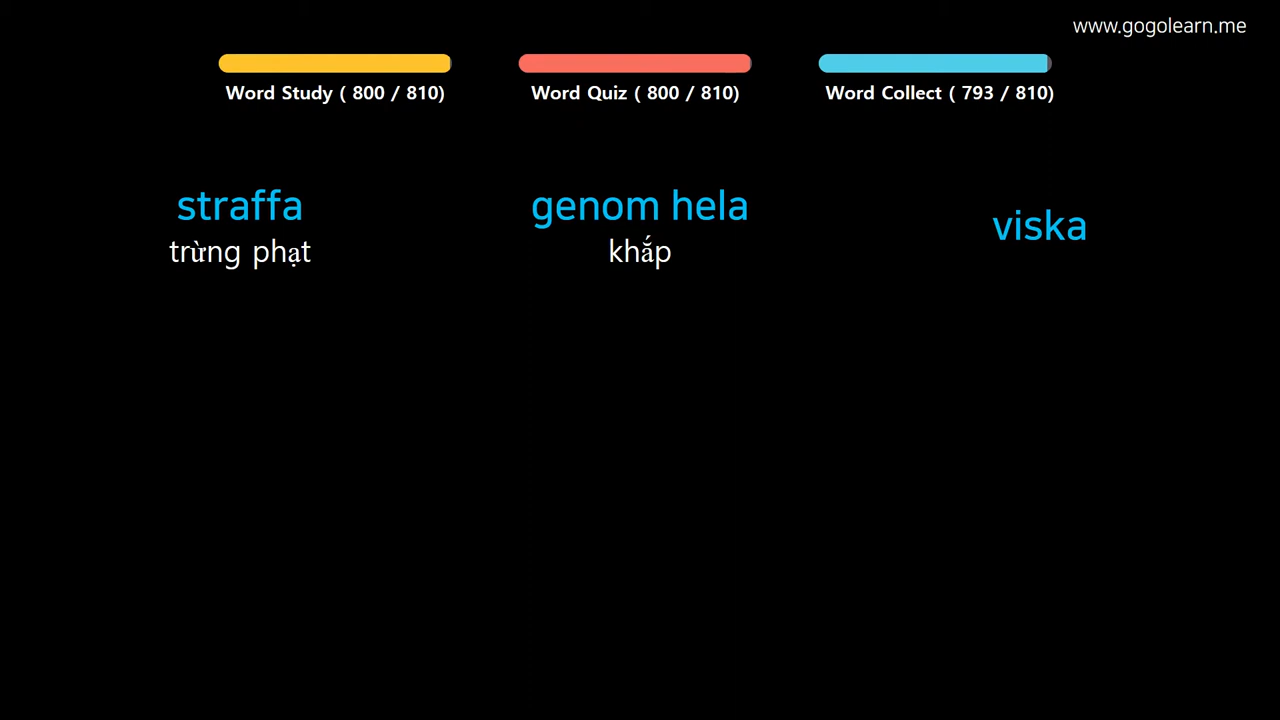 www.gogolearn.me
Word Study ( 800 / 810)
Word Quiz ( 800 / 810)
Word Collect ( 793 / 810)
straffa
trừng phạt
genom hela
khắp
viska